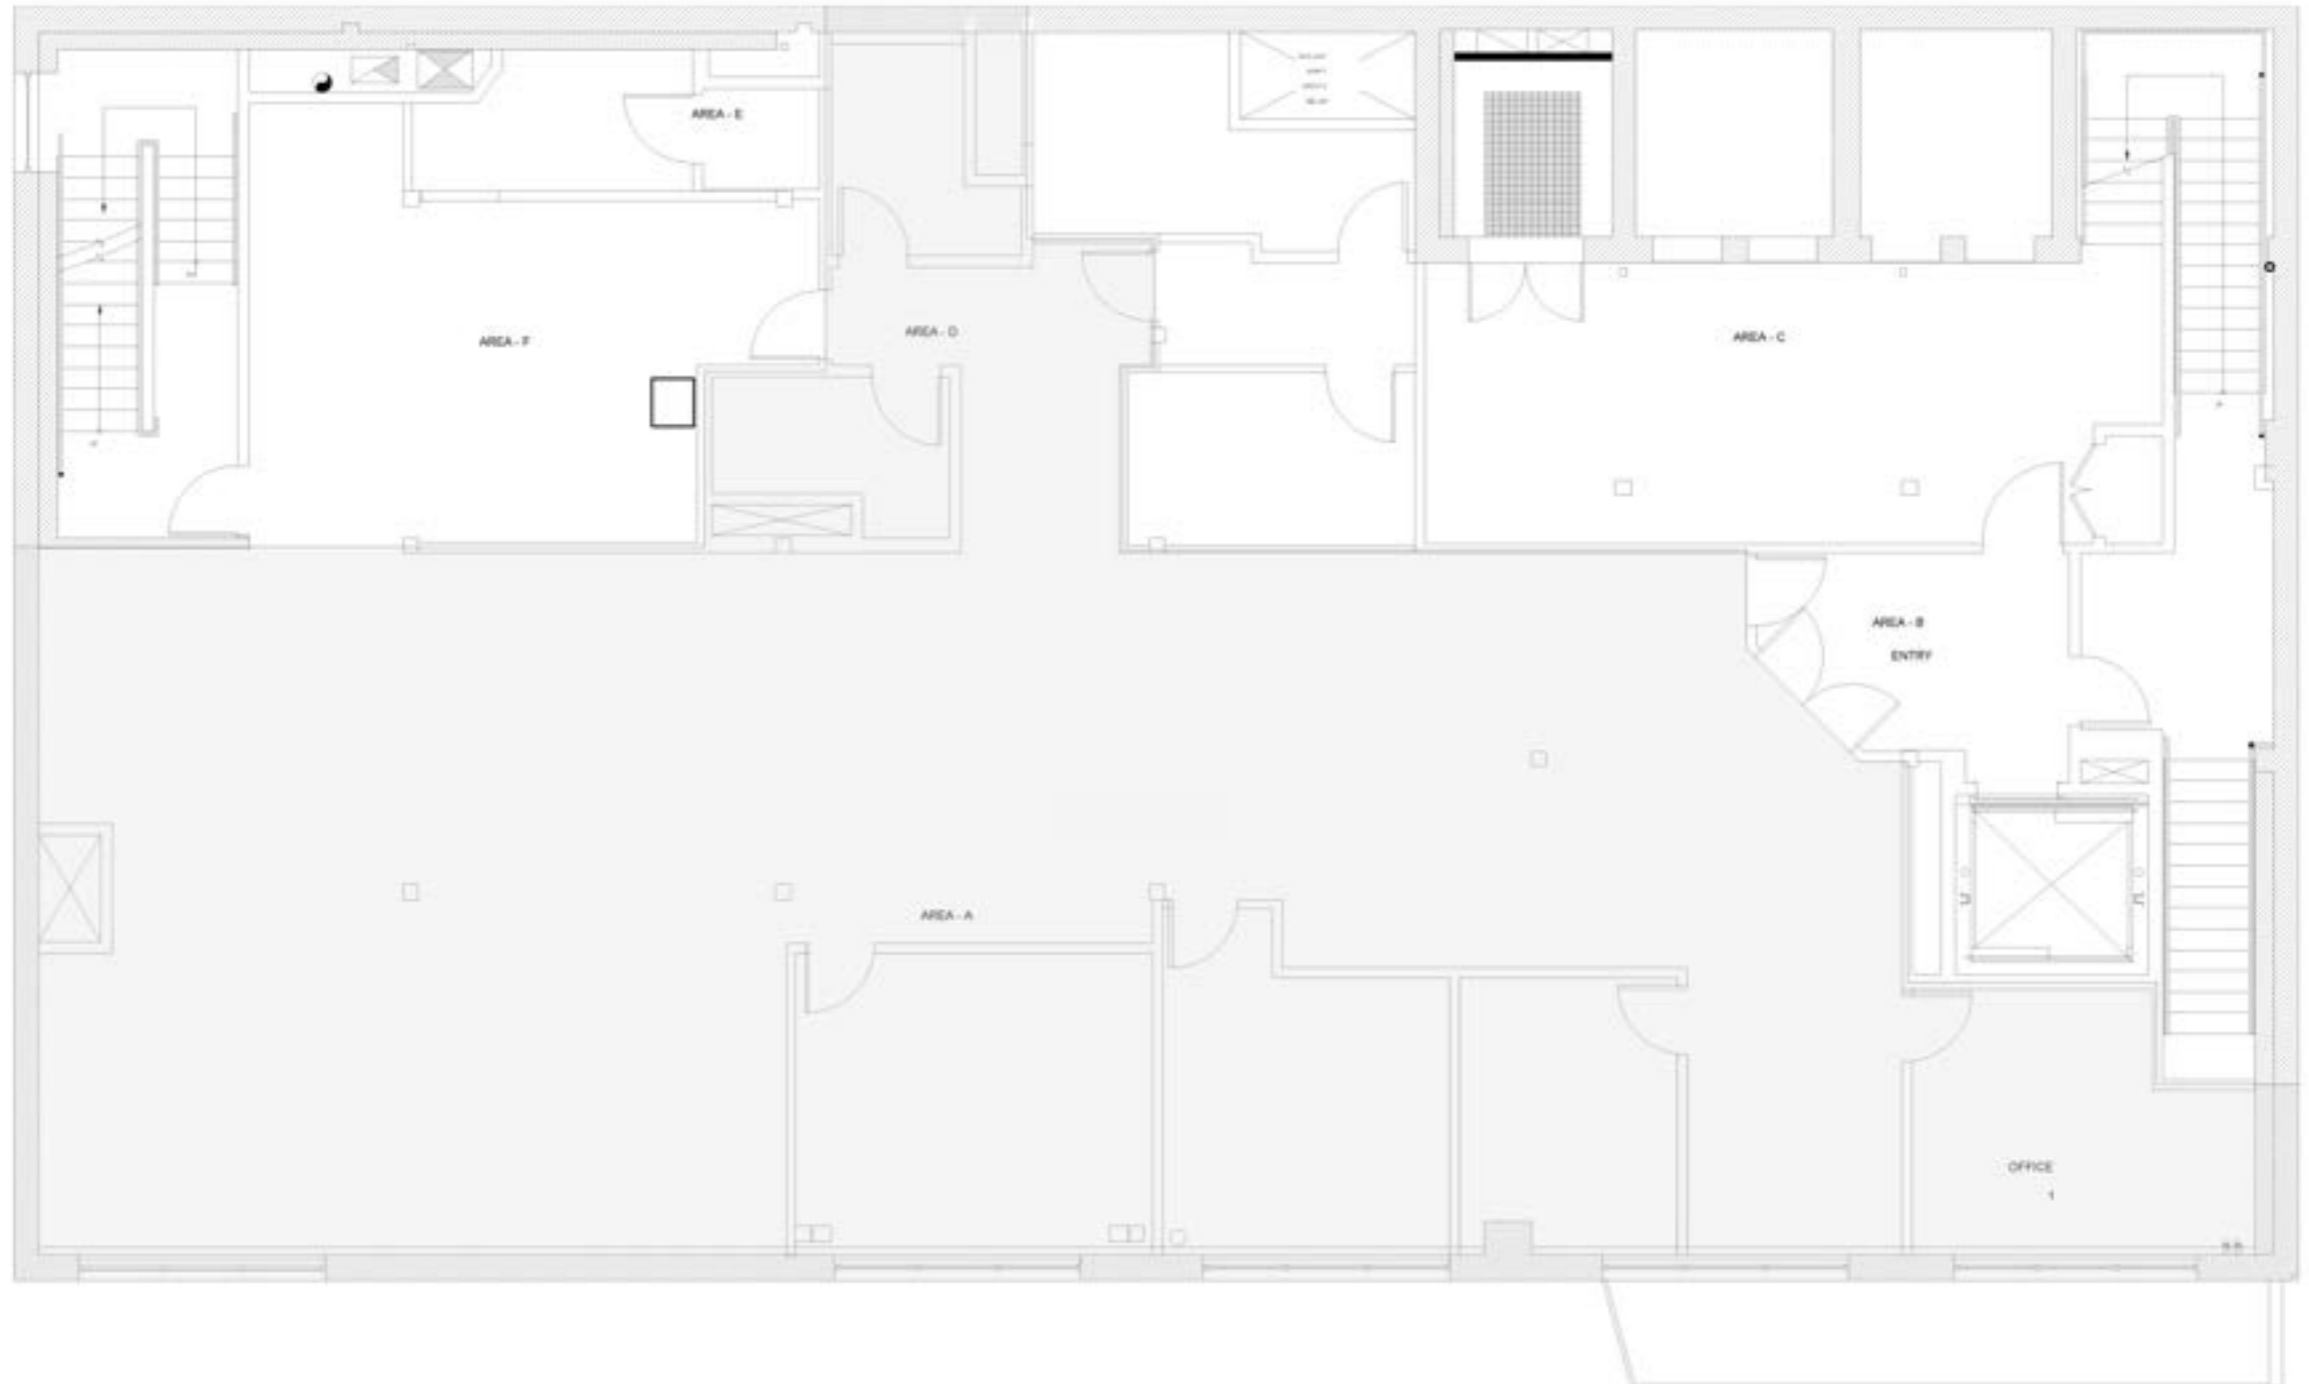 AREA - E
AREA - F
AREA - D
AREA - C
AREA - B
ENTRY
AREA - A
OFFICE
1